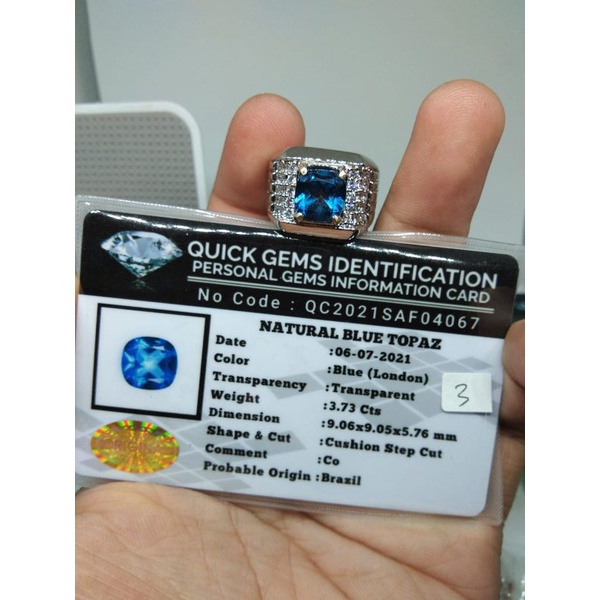 QUICK GEMS IDENTIFICATION
PERSONAL GEMS INFORMATION CARD
No Code : QC2021SAF04067
NATURAL BLUE TOPAZ
Date :06-07-2021
Color :Blue (London)
Transparency :Transparent
Weight :3.73 Cts
Dimension :9.06x9.05x5.76 mm
Shape & Cut :Cushion Step Cut
Comment :Co
Probable Origin :Brazil
3